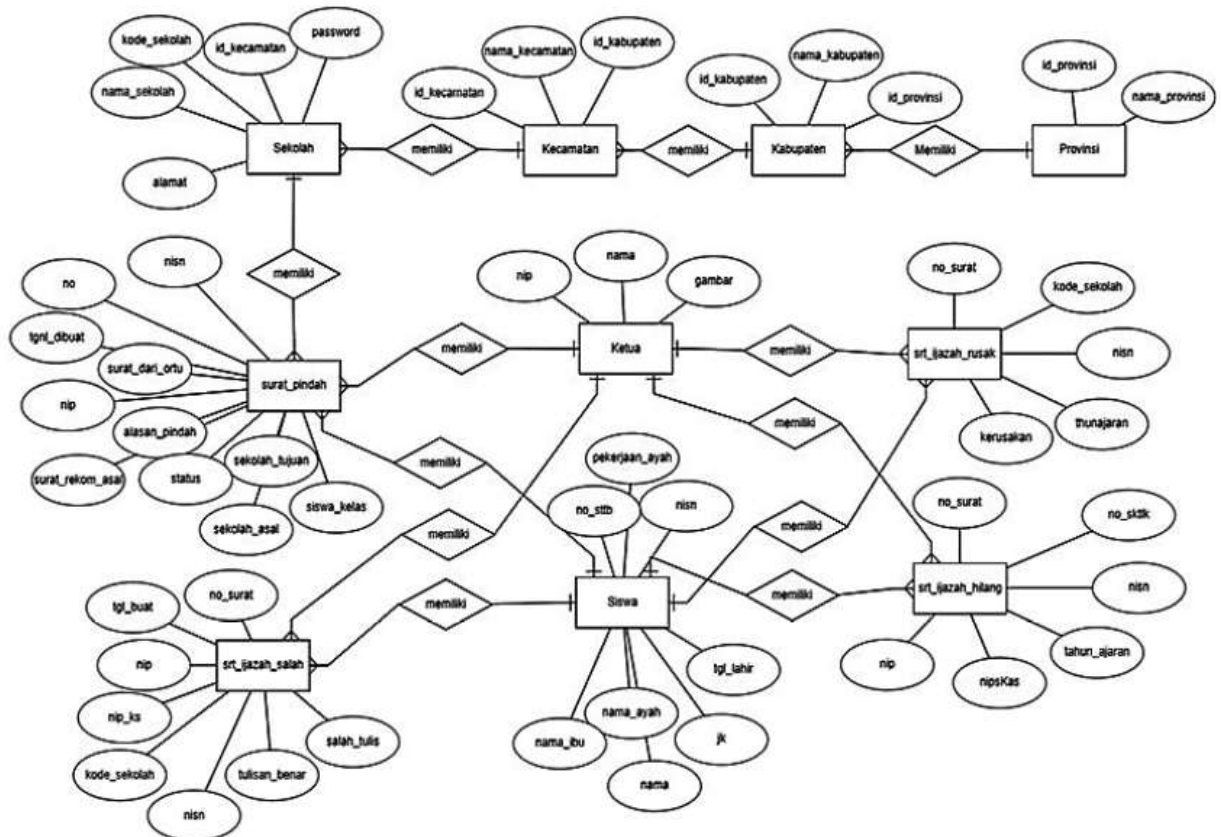 kode_sekolah
id_kecamatan
password
nama_sekolah
alamat
Sekolah
memiliki
id_kecamatan
nama_kecamatan
id_kabupaten
Kecamatan
memiliki
id_kabupaten
nama_kabupaten
id_provinsi
Kabupaten
Memiliki
id_provinsi
nama_provinsi
Provinsi
memiliki
nisn
no
tgnl_dibuat
surat_dari_ortu
nip
alasan_pindah
surat_rekom_asal
status
sekolah_tujuan
sekolah_asal
siswa_kelas
surat_pindah
memiliki
nip
nama
gambar
Ketua
memiliki
no_surat
kode_sekolah
nisn
thunajaran
kerusakan
srt_ijazah_rusak
memiliki
memiliki
memiliki
memiliki
pekerjaan_ayah
no_sttb
nisn
Siswa
tgl_lahir
jk
nama_ayah
nama_ibu
nama
memiliki
memiliki
no_surat
no_sktlk
nisn
tahun_ajaran
nipsKas
nip
srt_ijazah_hilang
no_surat
tgl_buat
nip
nip_ks
kode_sekolah
nisn
tulisan_benar
salah_tulis
srt_ijazah_salah